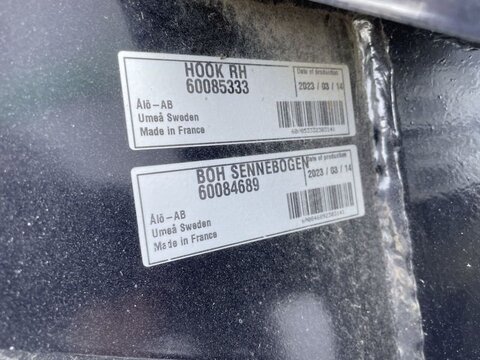 HOOK RH
60085333
Date of production
2023 / 03 / 14
Ålö-AB
Umeå Sweden
Made in France
BOH SENNEBOGEN
60084689
Date of production
2023 / 03 / 14
Ålö-AB
Umeå Sweden
Made in France